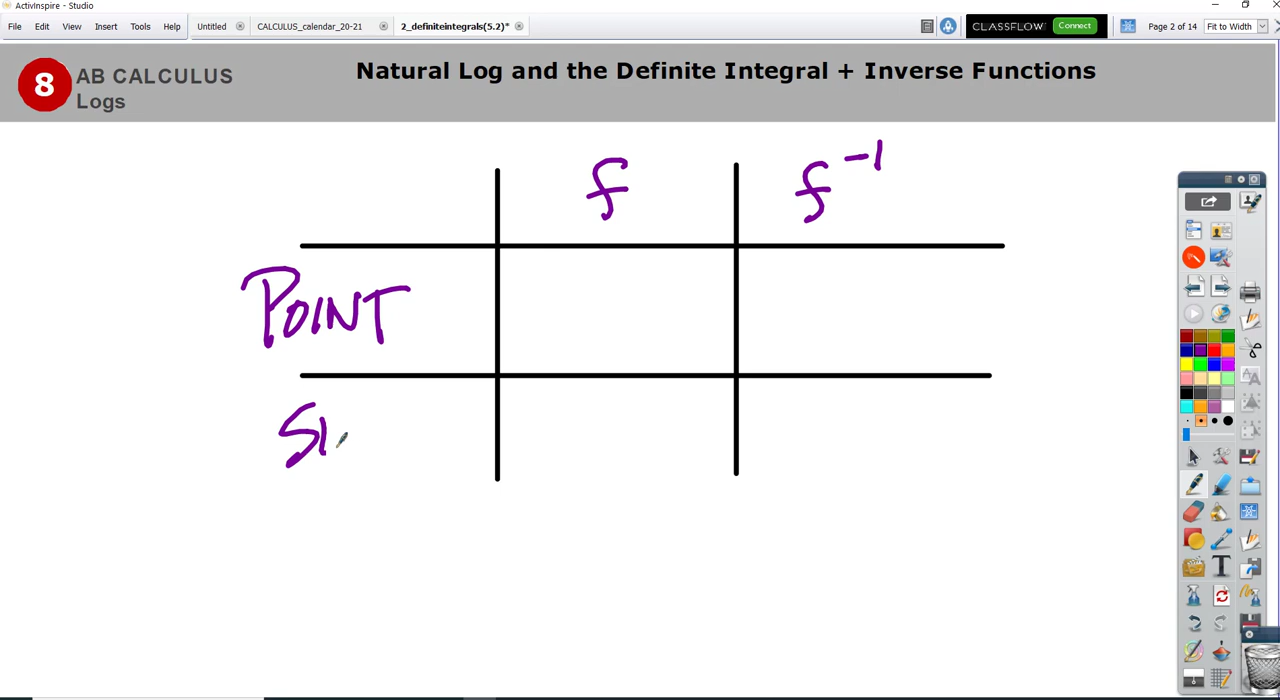 ActivInspire - Studio
File Edit View Insert Tools Help Untitled CALCULUS_calendar_20-21 2_definiteintegrals(5.2)* CLASSFLOW Connect Page 2 of 14 Fit to Width
8 AB CALCULUS Natural Log and the Definite Integral + Inverse Functions
Logs
f f⁻¹
POINT
Sl